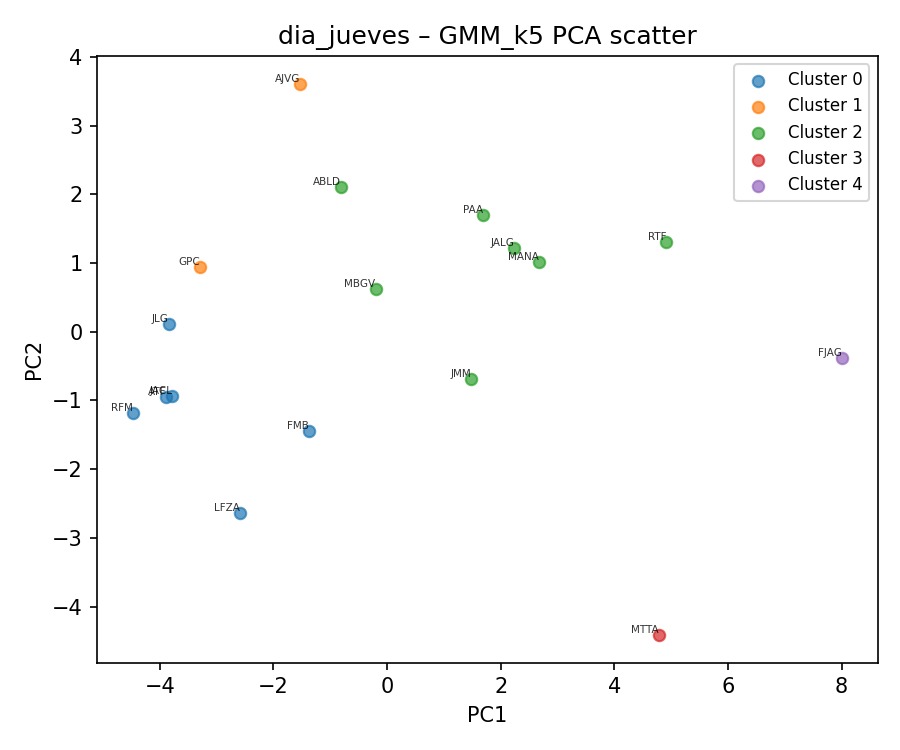 dia_jueves – GMM_k5 PCA scatter
Cluster 0
Cluster 1
Cluster 2
Cluster 3
Cluster 4
AJVG
ABLD
PAA
JALG
MANA
RTF
GPC
MBGV
JLG
FJAG
JMM
RFM
FMB
LFZA
MTTA
4
3
2
1
0
−1
−2
−3
−4
PC2
−4
−2
0
2
4
6
8
PC1